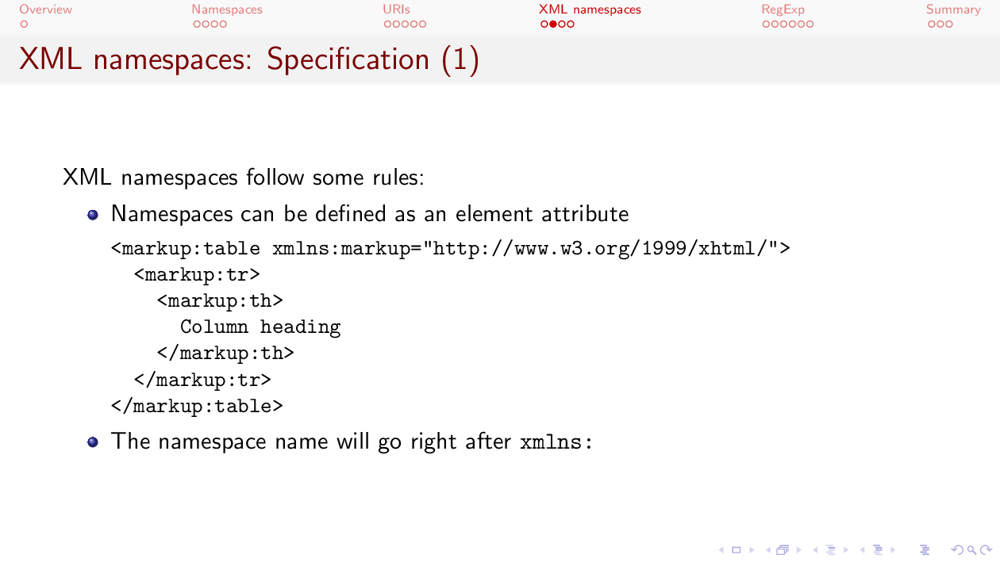 Overview Namespaces URIs XML namespaces RegExp Summary
XML namespaces: Specification (1)
XML namespaces follow some rules:
Namespaces can be defined as an element attribute
<markup:table xmlns:markup="http://www.w3.org/1999/xhtml/">
  <markup:tr>
    <markup:th>
      Column heading
    </markup:th>
  </markup:tr>
</markup:table>
The namespace name will go right after xmlns: